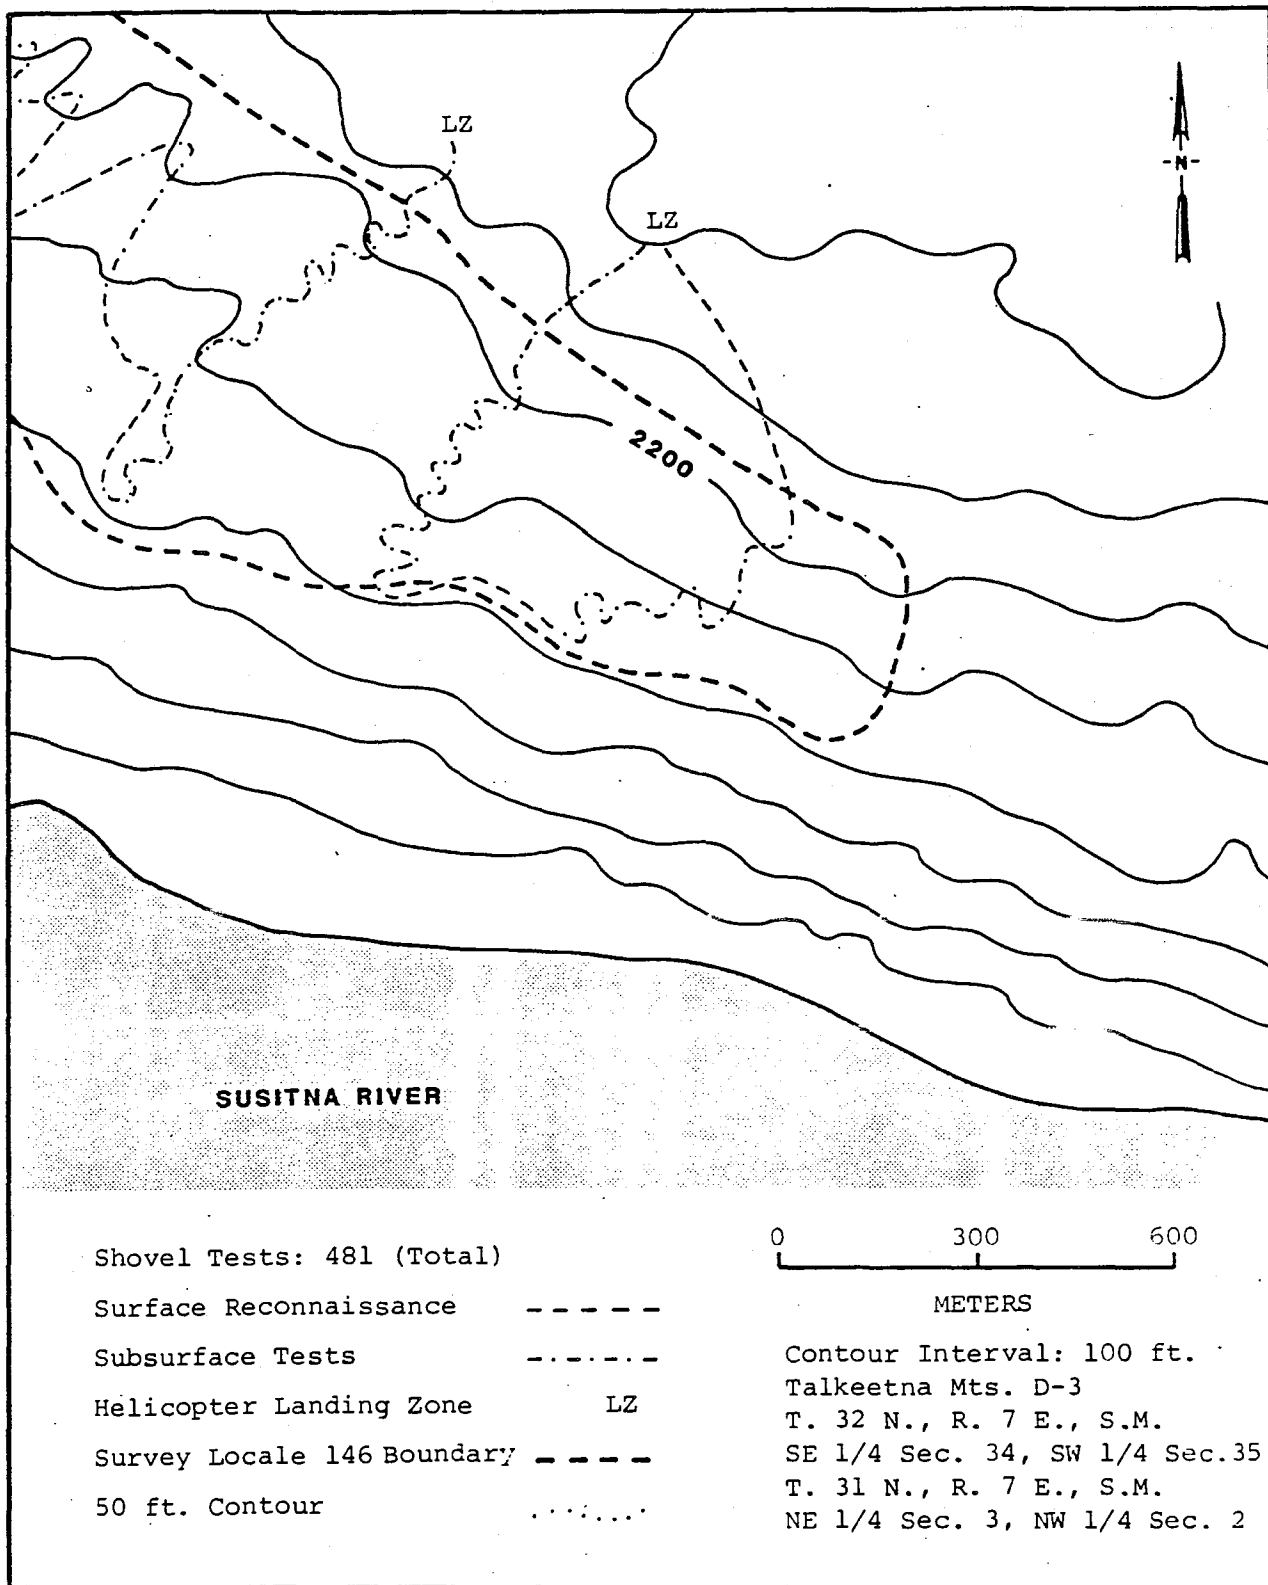 LZ
-N-
LZ
2200
SUSITNA RIVER
0 300 600
METERS
Shovel Tests: 481 (Total)
Surface Reconnaissance
Subsurface Tests
Helicopter Landing Zone LZ
Survey Locale 146 Boundary
50 ft. Contour
Contour Interval: 100 ft.
Talkeetna Mts. D-3
T. 32 N., R. 7 E., S.M.
SE 1/4 Sec. 34, SW 1/4 Sec.35
T. 31 N., R. 7 E., S.M.
NE 1/4 Sec. 3, NW 1/4 Sec. 2